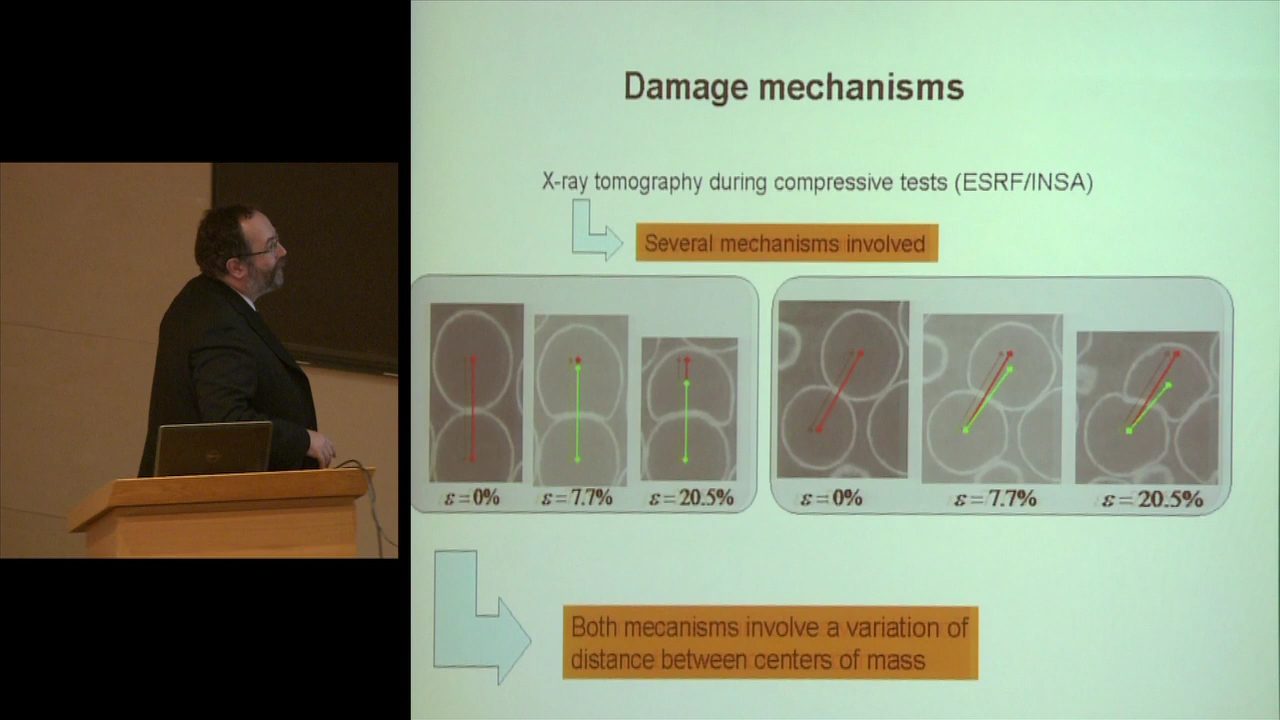 Damage mechanisms
X-ray tomography during compressive tests (ESRF/INSA)
Several mechanisms involved
ε = 0%
ε = 7.7%
ε = 20.5%
ε = 0%
ε = 7.7%
ε = 20.5%
Both mecanisms involve a variation of
distance between centers of mass